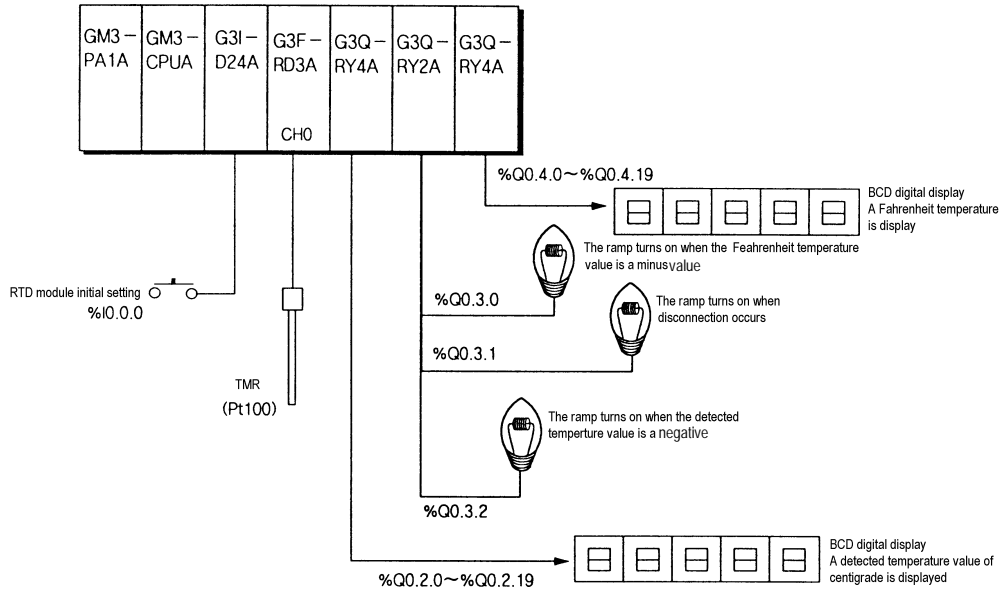 GM3－ GM3－ G3I－ G3F－ G3Q－ G3Q－ G3Q－
PA1A CPUA D24A RD3A RY4A RY2A RY4A
CH0
%Q0.4.0～%Q0.4.19
BCD digital display
A Fahrenheit temperature
is display
The ramp turns on when the Feahrenheit temperature
value is a minusvalue
RTD module initial setting
%I0.0.0
%Q0.3.0
The ramp turns on when
disconnection occurs
%Q0.3.1
TMR
(Pt100)
The ramp turns on when the detected
temperture value is a negative
%Q0.3.2
BCD digital display
A detected temperature value of
centigrade is displayed
%Q0.2.0～%Q0.2.19